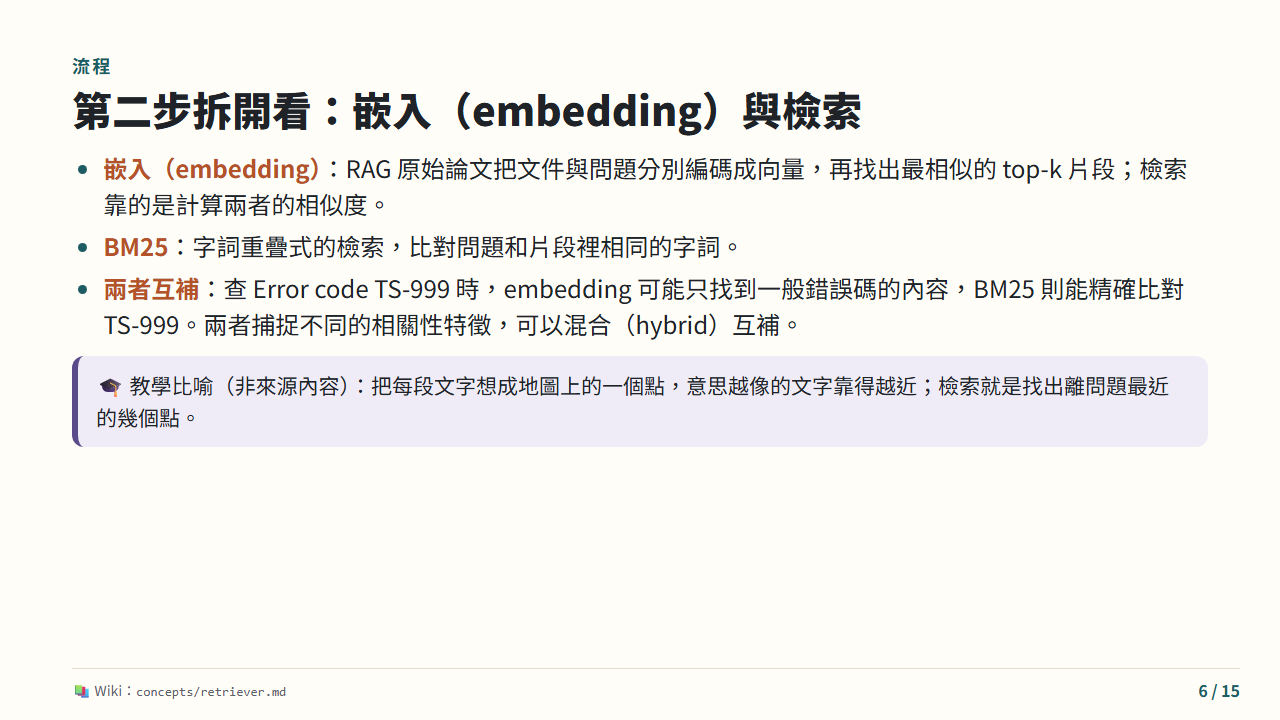 流程
第二步拆開看：嵌入（embedding）與檢索
• 嵌入（embedding）：RAG 原始論文把文件與問題分別編碼成向量，再找出最相似的 top-k 片段；檢索
靠的是計算兩者的相似度。
• BM25：字詞重疊式的檢索，比對問題和片段裡相同的字詞。
• 兩者互補：查 Error code TS-999 時，embedding 可能只找到一般錯誤碼的內容，BM25 則能精確比對
TS-999。兩者捕捉不同的相關性特徵，可以混合（hybrid）互補。
🎓 教學比喻（非來源內容）：把每段文字想成地圖上的一個點，意思越像的文字靠得越近；檢索就是找出離問題最近
的幾個點。
📚 Wiki：concepts/retriever.md
6 / 15